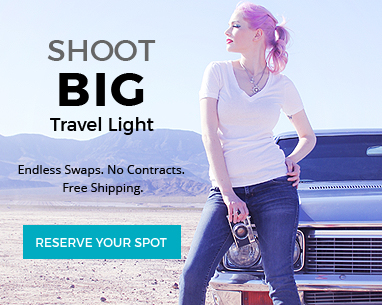 SHOOT
BIG
Travel Light
Endless Swaps. No Contracts.
Free Shipping.
RESERVE YOUR SPOT